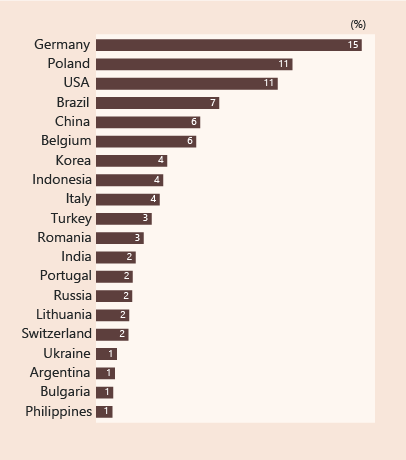 (%)
Germany 15
Poland 11
USA 11
Brazil 7
China 6
Belgium 6
Korea 4
Indonesia 4
Italy 4
Turkey 3
Romania 3
India 2
Portugal 2
Russia 2
Lithuania 2
Switzerland 2
Ukraine 1
Argentina 1
Bulgaria 1
Philippines 1